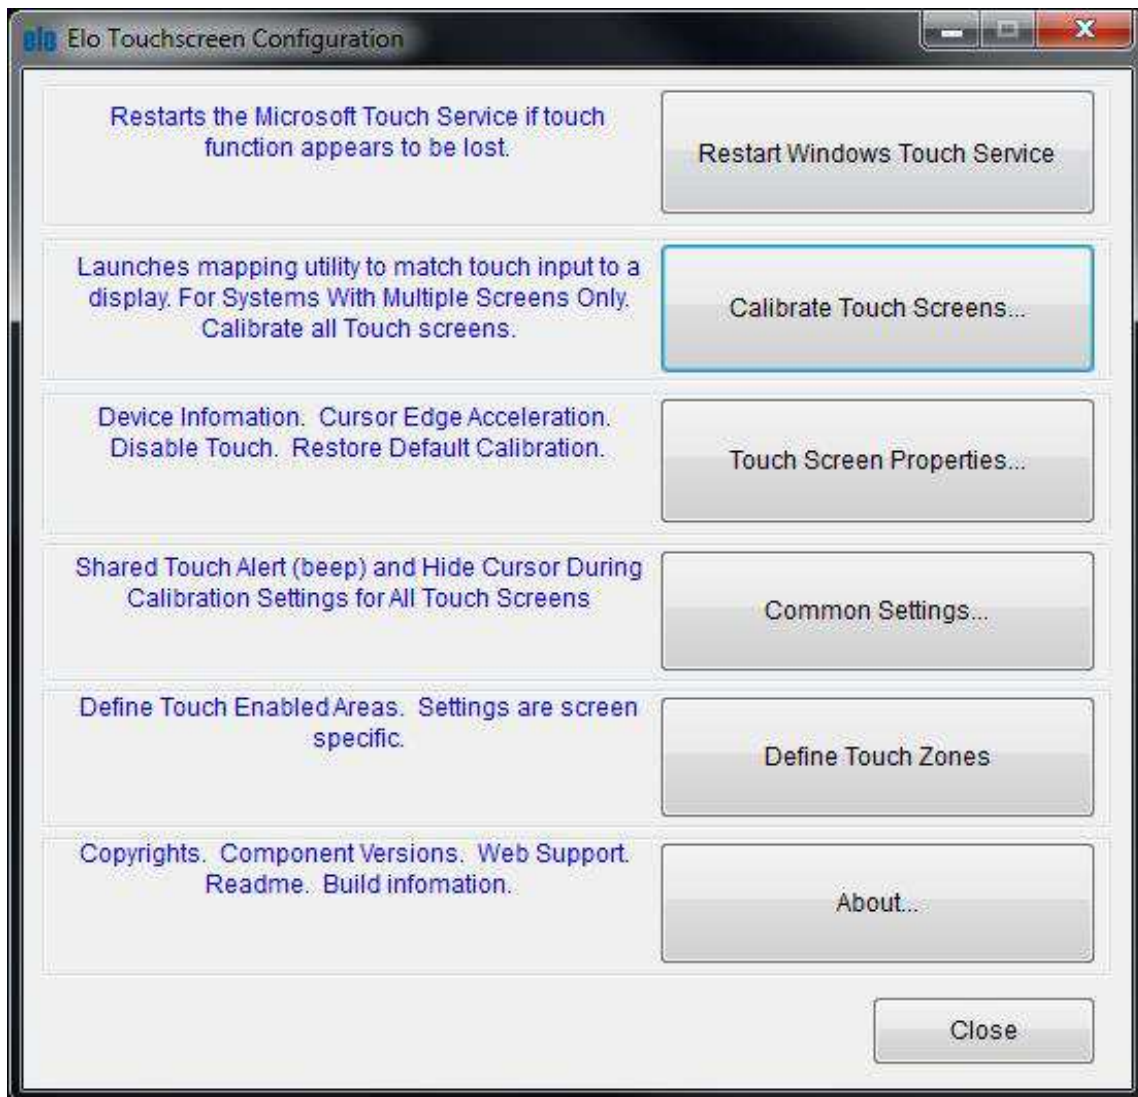 elo Elo Touchscreen Configuration
Restarts the Microsoft Touch Service if touch
function appears to be lost.
Restart Windows Touch Service
Launches mapping utility to match touch input to a
display. For Systems With Multiple Screens Only.
Calibrate all Touch screens.
Calibrate Touch Screens...
Device Infomation. Cursor Edge Acceleration.
Disable Touch. Restore Default Calibration.
Touch Screen Properties...
Shared Touch Alert (beep) and Hide Cursor During
Calibration Settings for All Touch Screens
Common Settings...
Define Touch Enabled Areas. Settings are screen
specific.
Define Touch Zones
Copyrights. Component Versions. Web Support.
Readme. Build infomation.
About...
Close